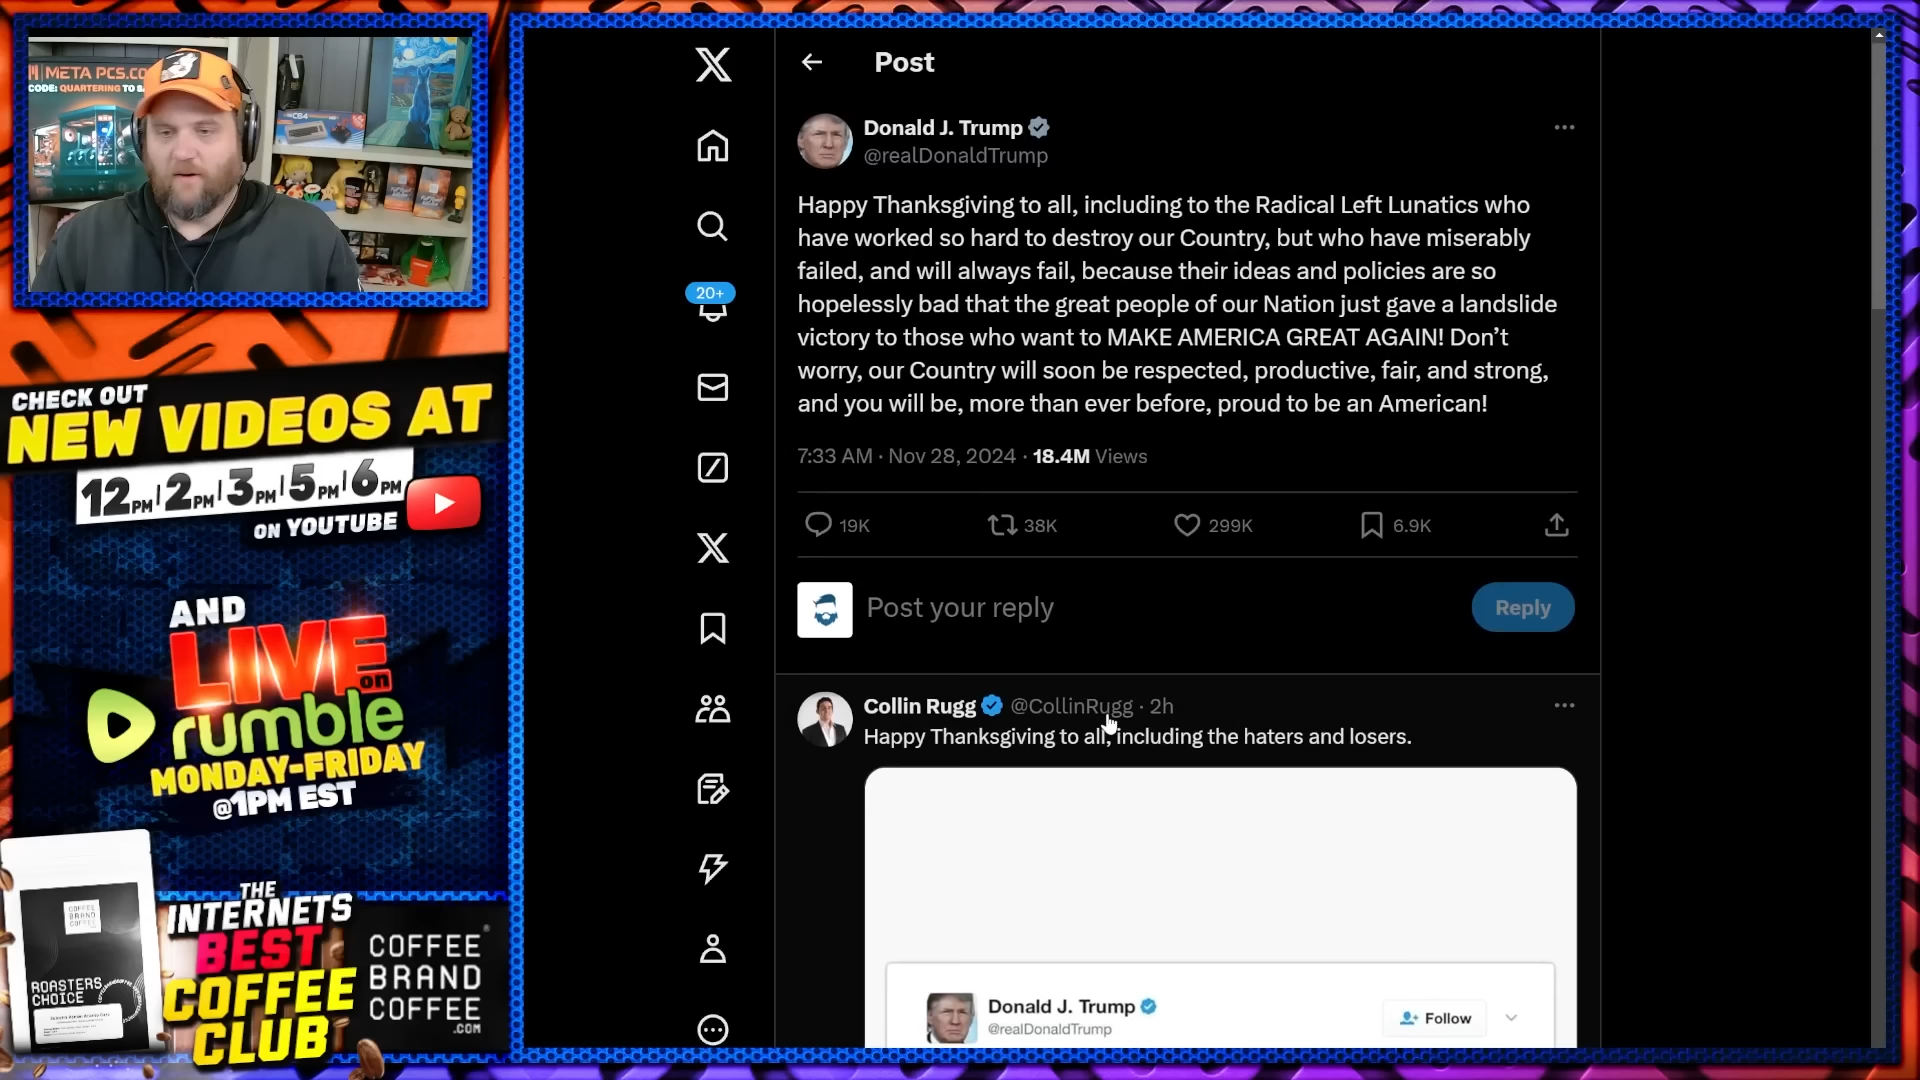 META PCS.CO
CODE: QUARTERING TO SA
CHECK OUT
NEW VIDEOS AT
12PM | 2PM | 3PM | 5PM | 6PM
ON YOUTUBE
AND
LIVE
on
rumble
MONDAY-FRIDAY
@1PM EST
THE
INTERNETS
BEST
COFFEE
CLUB
COFFEE
BRAND
COFFEE
.COM
COFFEE
BRAND
COFFEE
ROASTERS
CHOICE
Post
Donald J. Trump
@realDonaldTrump
Happy Thanksgiving to all, including to the Radical Left Lunatics who
have worked so hard to destroy our Country, but who have miserably
failed, and will always fail, because their ideas and policies are so
hopelessly bad that the great people of our Nation just gave a landslide
victory to those who want to MAKE AMERICA GREAT AGAIN! Don’t
worry, our Country will soon be respected, productive, fair, and strong,
and you will be, more than ever before, proud to be an American!
7:33 AM · Nov 28, 2024 · 18.4M Views
19K 38K 299K 6.9K
20+
Post your reply
Reply
Collin Rugg @CollinRugg · 2h
Happy Thanksgiving to all, including the haters and losers.
Donald J. Trump
@realDonaldTrump
Follow